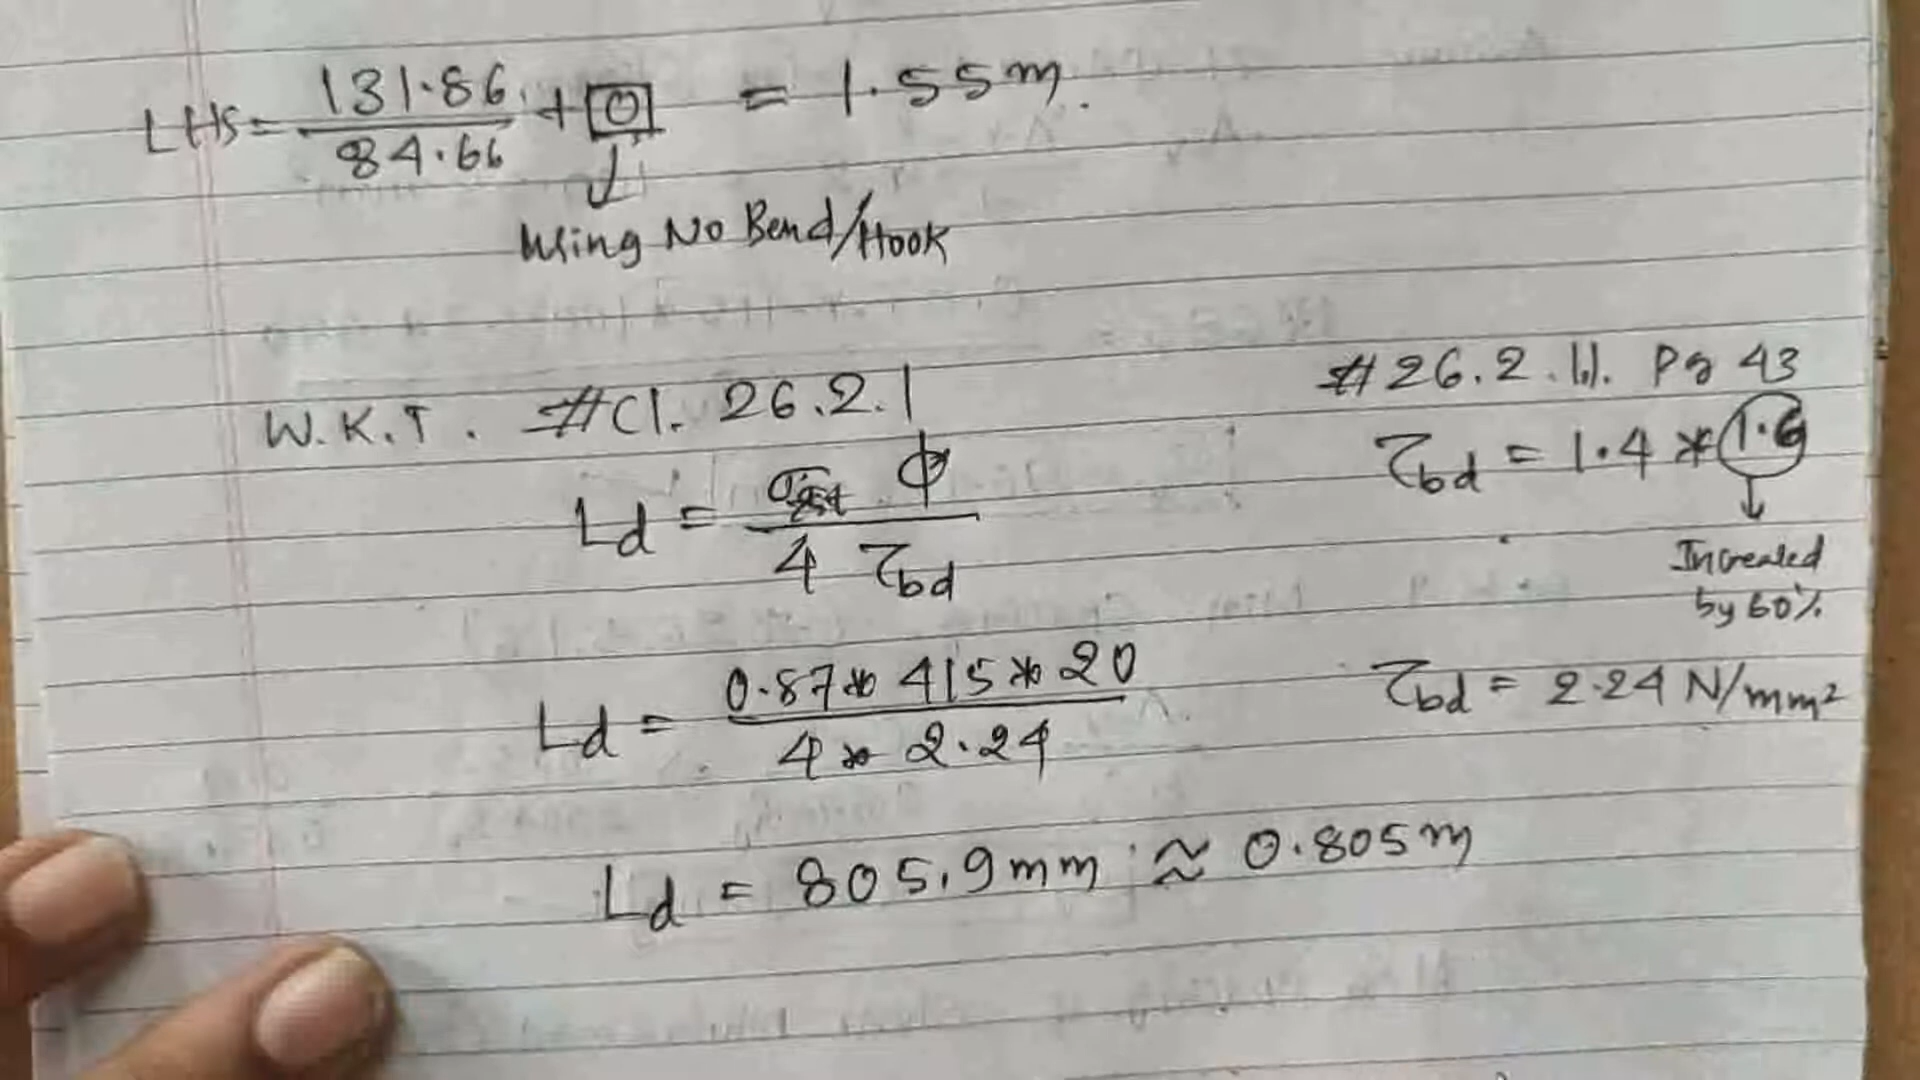 LHS = 131.86 / 84.66 + 0 = 1.55m.
Using No Bend/Hook
W.K.T. #Cl. 26.2.1
Ld = σst ϕ / 4 τbd
Ld = 0.87 * 415 * 20 / 4 * 2.24
Ld = 805.9mm ≈ 0.805m
#26.2.1.1. Pg 43
τbd = 1.4 * 1.6
Increased
by 60%
τbd = 2.24 N/mm²